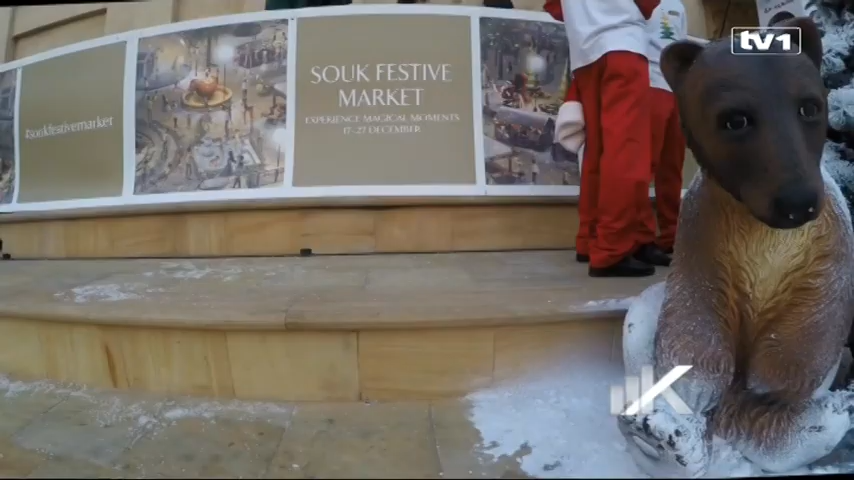 tv1
#soukfestivemarket
SOUK FESTIVE
MARKET
EXPERIENCE MAGICAL MOMENTS
17-27 DECEMBER
K